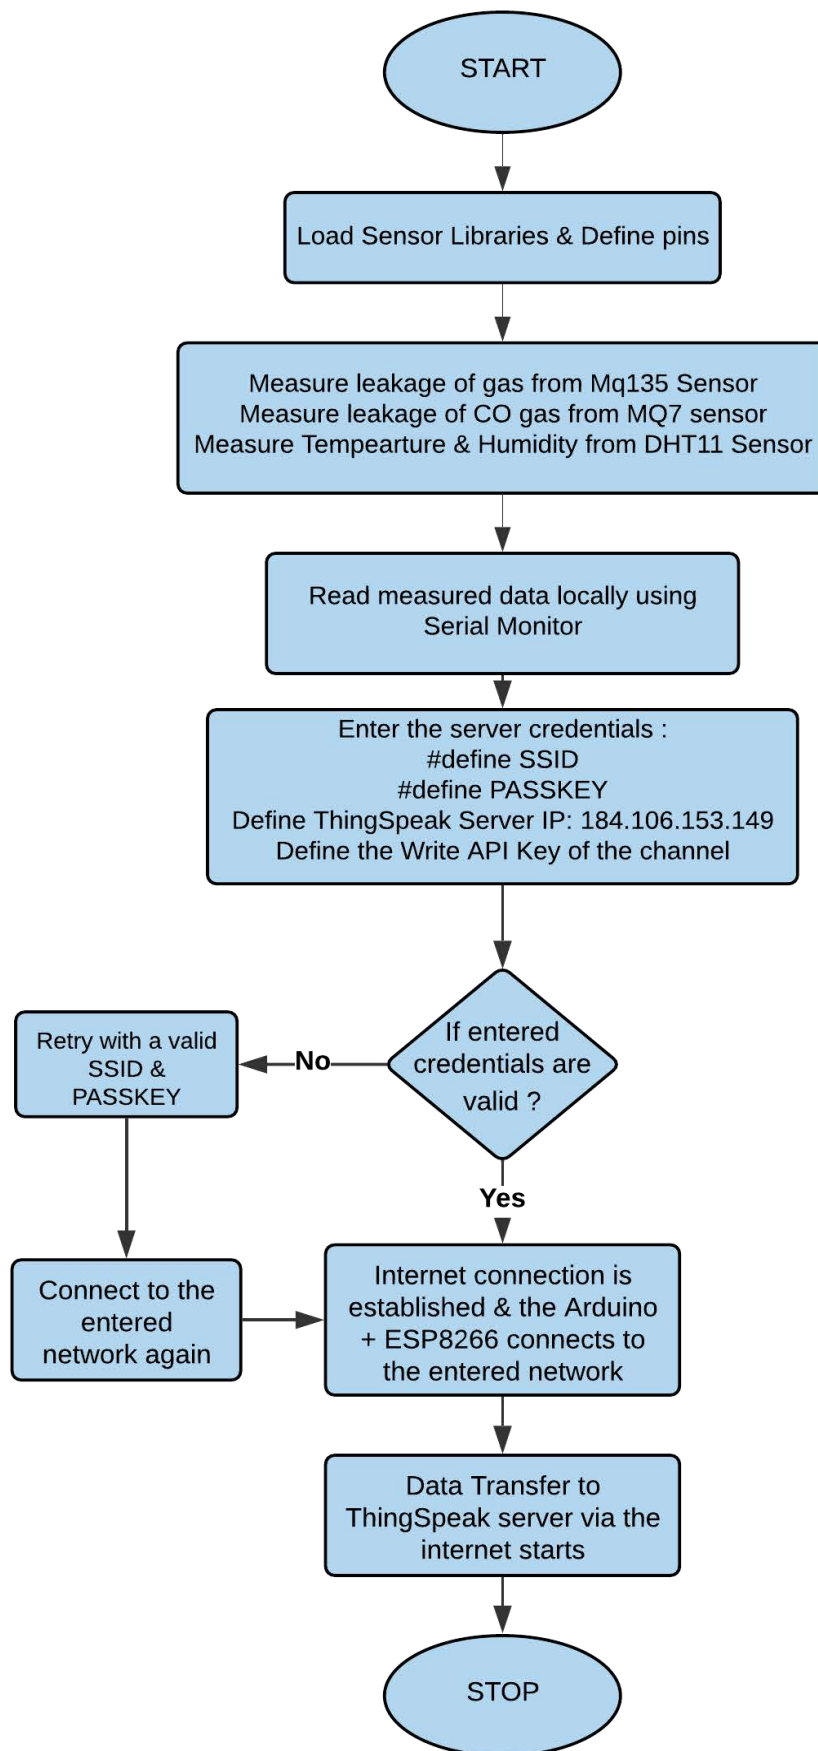 START
Load Sensor Libraries & Define pins
Measure leakage of gas from Mq135 Sensor
Measure leakage of CO gas from MQ7 sensor
Measure Tempearture & Humidity from DHT11 Sensor
Read measured data locally using
Serial Monitor
Enter the server credentials :
#define SSID
#define PASSKEY
Define ThingSpeak Server IP: 184.106.153.149
Define the Write API Key of the channel
If entered
credentials are
valid ?
No
Retry with a valid
SSID &
PASSKEY
Yes
Connect to the
entered
network again
Internet connection is
established & the Arduino
+ ESP8266 connects to
the entered network
Data Transfer to
ThingSpeak server via the
internet starts
STOP